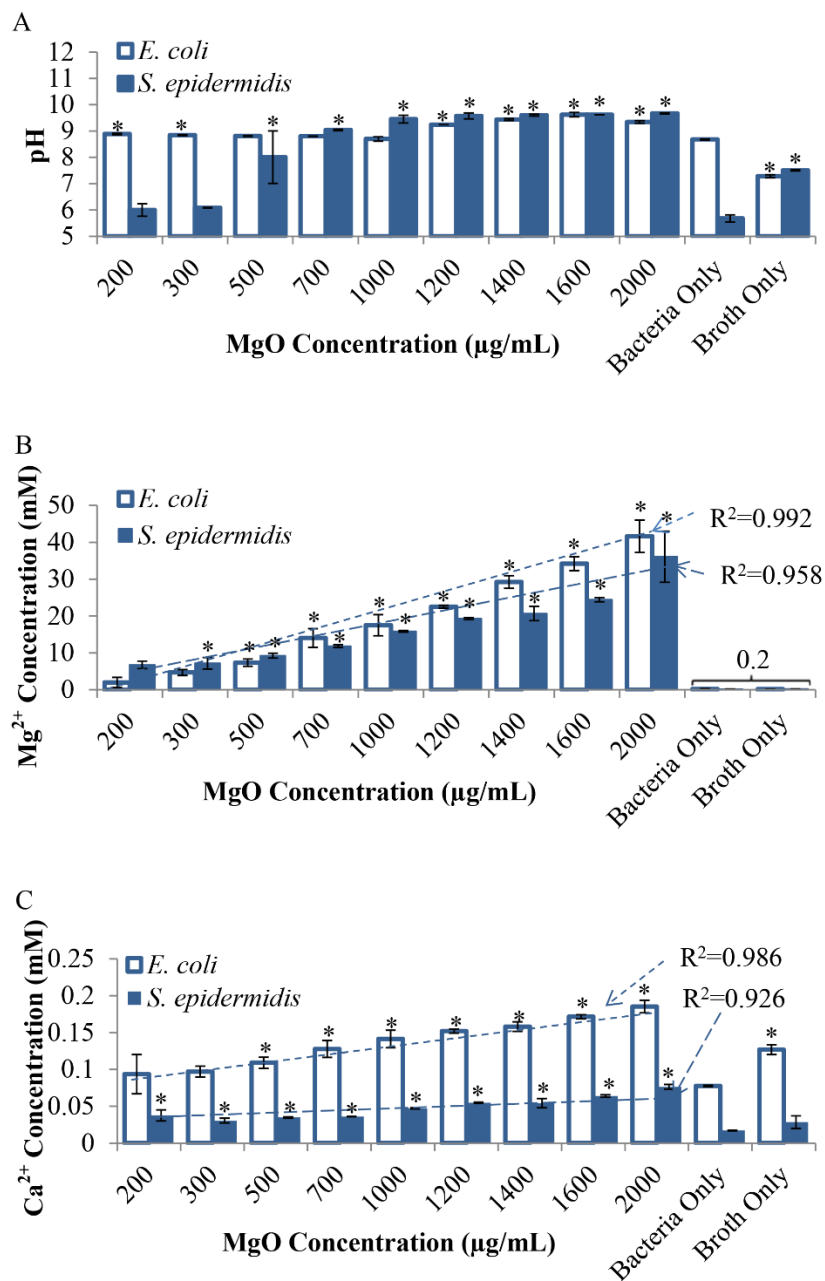 A
E. coli
S. epidermidis
12
11
10
9
8
7
6
5
pH
* * * * * * * * * * * * * * *
200 300 500 700 1000 1200 1400 1600 2000 Bacteria Only Broth Only
MgO Concentration (µg/mL)
B
E. coli
S. epidermidis
R²=0.992
R²=0.958
50
40
30
20
10
0
Mg²⁺ Concentration (mM)
* * * * * * * * * * * * * * *
0.2
200 300 500 700 1000 1200 1400 1600 2000 Bacteria Only Broth Only
MgO Concentration (µg/mL)
C
E. coli
S. epidermidis
R²=0.986
R²=0.926
0.25
0.2
0.15
0.1
0.05
0
Ca²⁺ Concentration (mM)
* * * * * * * * * * * * * * * * *
200 300 500 700 1000 1200 1400 1600 2000 Bacteria Only Broth Only
MgO Concentration (µg/mL)